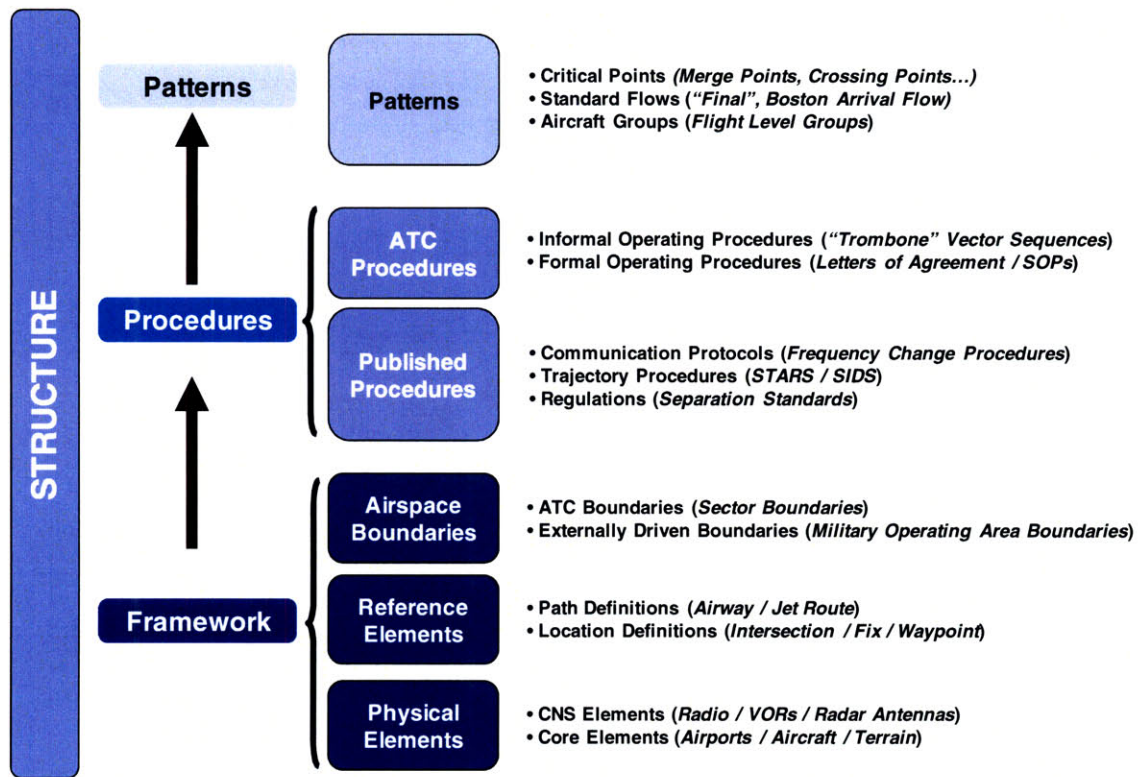 STRUCTURE
Patterns
Patterns
• Critical Points (Merge Points, Crossing Points…)
• Standard Flows (“Final”, Boston Arrival Flow)
• Aircraft Groups (Flight Level Groups)
Procedures
ATC
Procedures
• Informal Operating Procedures (“Trombone” Vector Sequences)
• Formal Operating Procedures (Letters of Agreement / SOPs)
Published
Procedures
• Communication Protocols (Frequency Change Procedures)
• Trajectory Procedures (STARS / SIDS)
• Regulations (Separation Standards)
Framework
Airspace
Boundaries
• ATC Boundaries (Sector Boundaries)
• Externally Driven Boundaries (Military Operating Area Boundaries)
Reference
Elements
• Path Definitions (Airway / Jet Route)
• Location Definitions (Intersection / Fix / Waypoint)
Physical
Elements
• CNS Elements (Radio / VORs / Radar Antennas)
• Core Elements (Airports / Aircraft / Terrain)